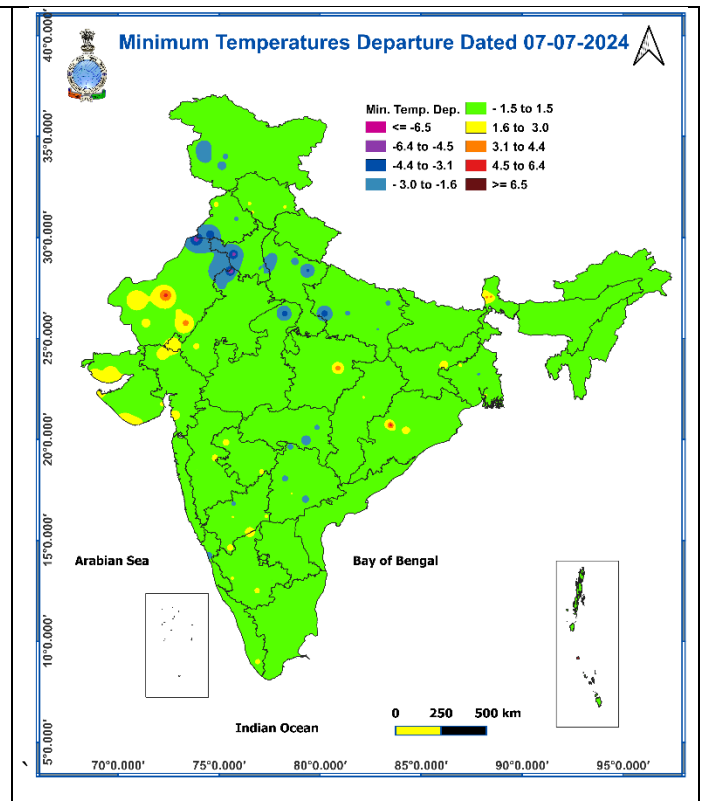 Minimum Temperatures Departure Dated 07-07-2024
Min. Temp. Dep.
<= -6.5
-6.4 to -4.5
-4.4 to -3.1
- 3.0 to -1.6
- 1.5 to 1.5
1.6 to 3.0
3.1 to 4.4
4.5 to 6.4
>= 6.5
40°0.000'
35°0.000'
30°0.000'
25°0.000'
20°0.000'
15°0.000'
10°0.000'
5°0.000'
Arabian Sea
Bay of Bengal
Indian Ocean
0 250 500 km
70°0.000' 75°0.000' 80°0.000' 85°0.000' 90°0.000' 95°0.000'